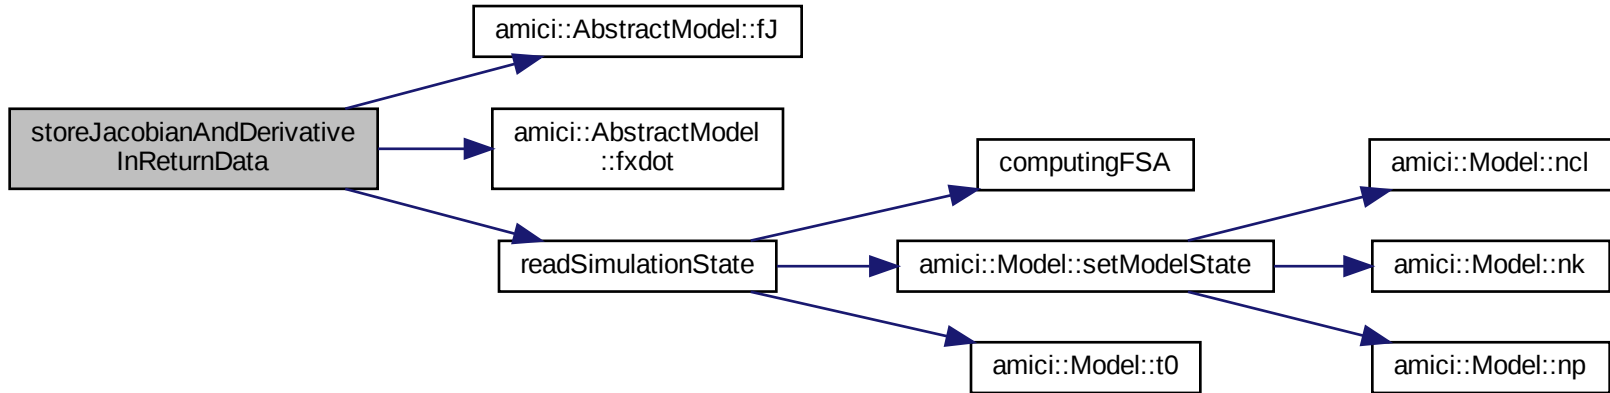 amici::AbstractModel::fJ
storeJacobianAndDerivative
InReturnData
amici::AbstractModel
::fxdot
readSimulationState
computingFSA
amici::Model::setModelState
amici::Model::t0
amici::Model::ncl
amici::Model::nk
amici::Model::np